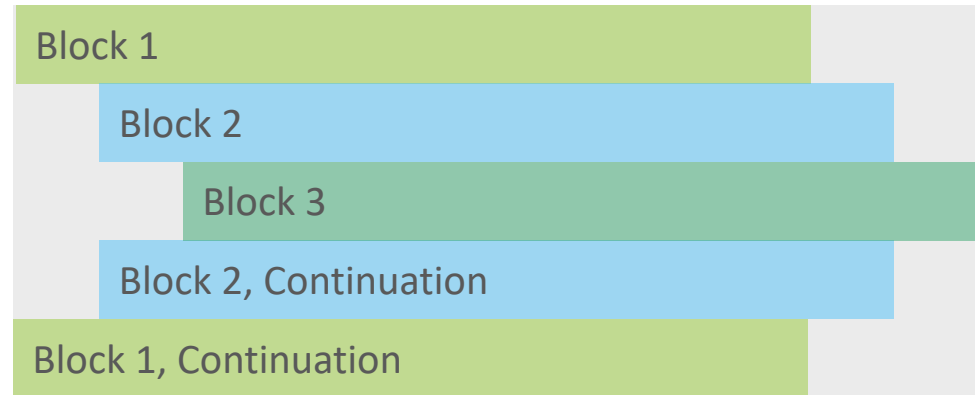 Block 1
Block 2
Block 3
Block 2, Continuation
Block 1, Continuation